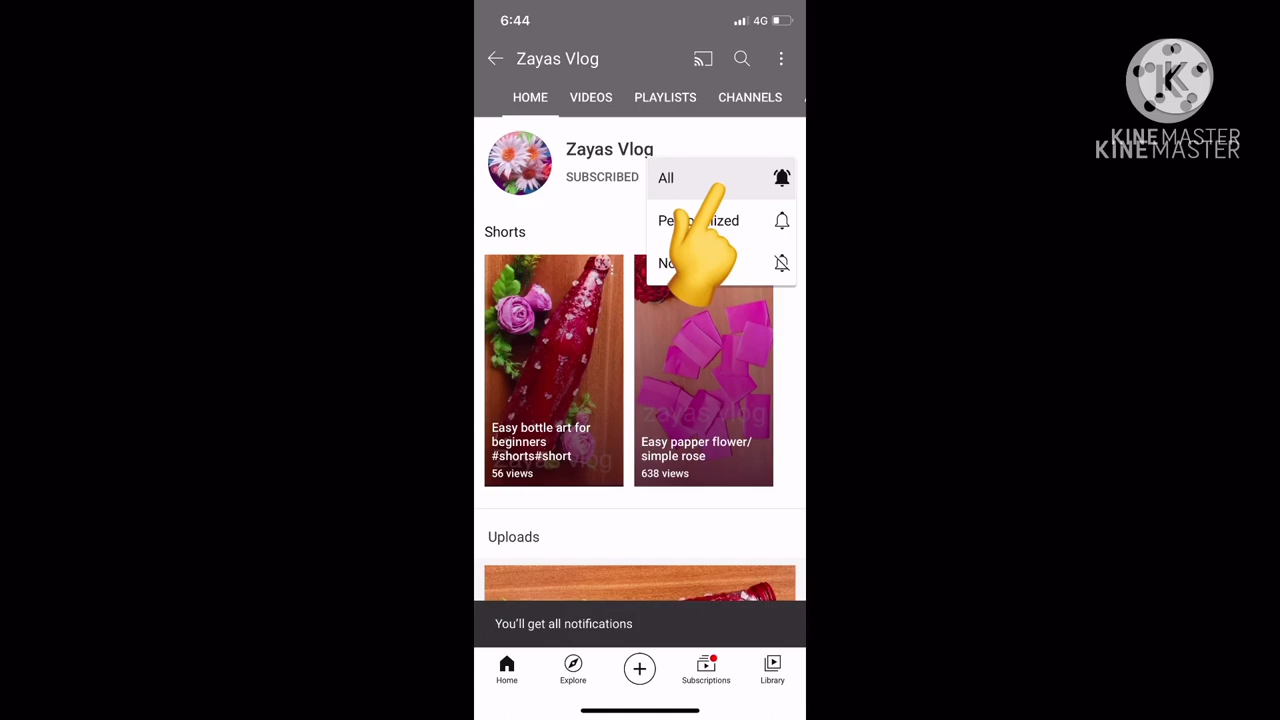 6:44
4G
Zayas Vlog
HOME VIDEOS PLAYLISTS CHANNELS
KINEMASTER
KINEMASTER
Zayas Vlog
SUBSCRIBED
All
Shorts
Easy bottle art for
beginners
#shorts#short
56 views
zayas Vlog
Easy papper flower/
simple rose
638 views
Uploads
You'll get all notifications
Home
Explore
Subscriptions
Library